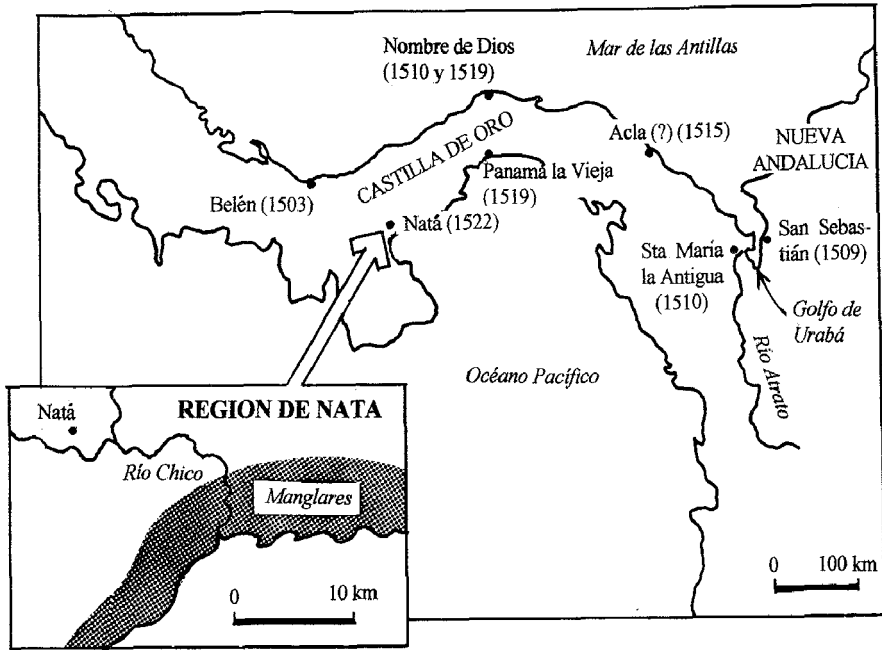 Nombre de Dios
(1510 y 1519)
Mar de las Antillas
Acla (?) (1515)
NUEVA
ANDALUCIA
CASTILLA DE ORO
Panamá la Vieja
(1519)
Belén (1503)
Natá (1522)
San Sebas-
tián (1509)
Sta María
la Antigua
(1510)
Golfo de
Urabá
Río Atrato
Océano Pacífico
0 100 km
REGION DE NATA
Natá
Río Chico
Manglares
0 10 km